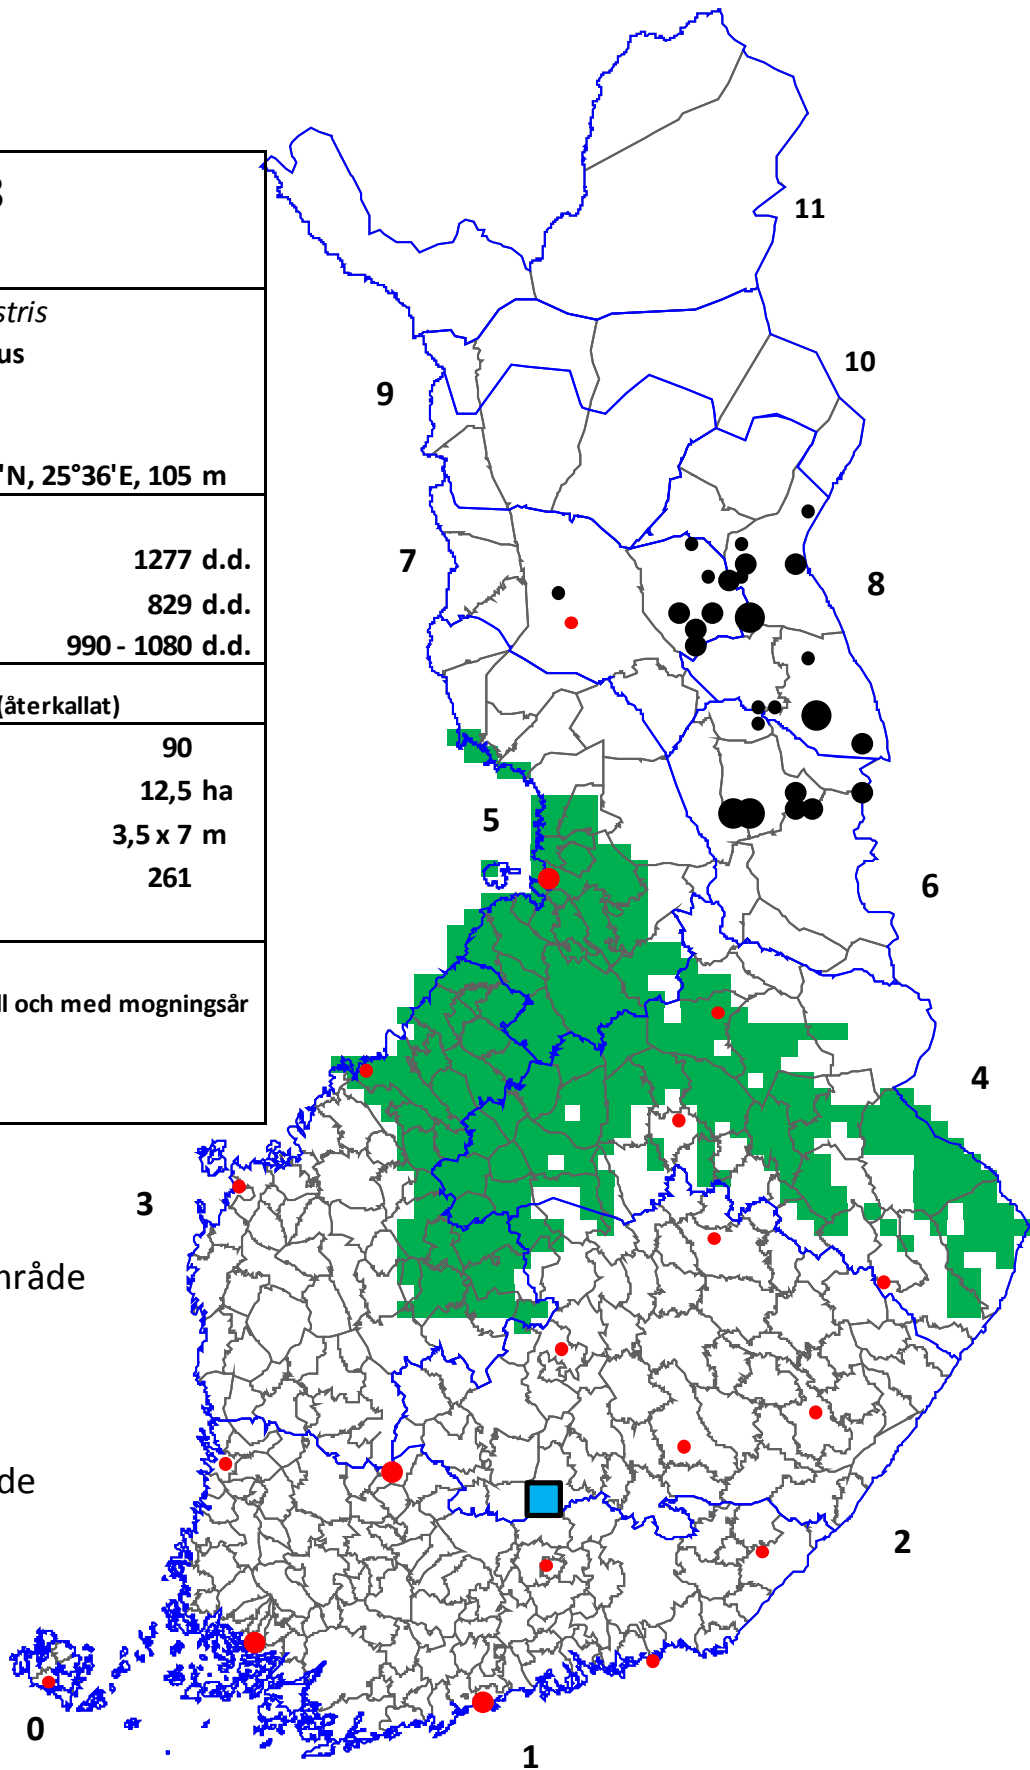 stris
us
'N, 25°36'E, 105 m
1277 d.d.
829 d.d.
990 - 1080 d.d.
(återkallat)
90
12,5 ha
3,5 x 7 m
261
ll och med mogningsår
11
10
9
8
7
6
5
4
3
nråde
de
2
1
0